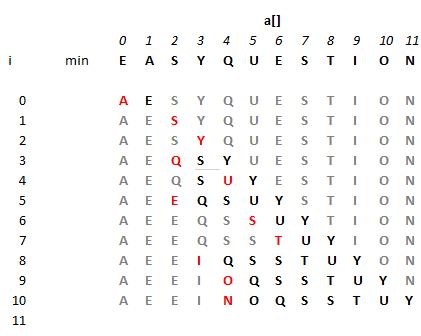 a[]
0 1 2 3 4 5 6 7 8 9 10 11
i min E A S Y Q U E S T I O N
0 A E S Y Q U E S T I O N
1 A E S Y Q U E S T I O N
2 A E S Y Q U E S T I O N
3 A E Q S Y U E S T I O N
4 A E Q S U Y E S T I O N
5 A E E Q S U Y S T I O N
6 A E E Q S S U Y T I O N
7 A E E Q S S T U Y I O N
8 A E E I Q S S T U Y O N
9 A E E I O Q S S T U Y N
10 A E E I N O Q S S T U Y
11